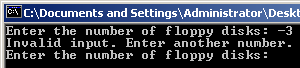 C:\Documents and Settings\Administrator\Deskt
Enter the number of floppy disks: -3
Invalid input. Enter another number.
Enter the number of floppy disks: